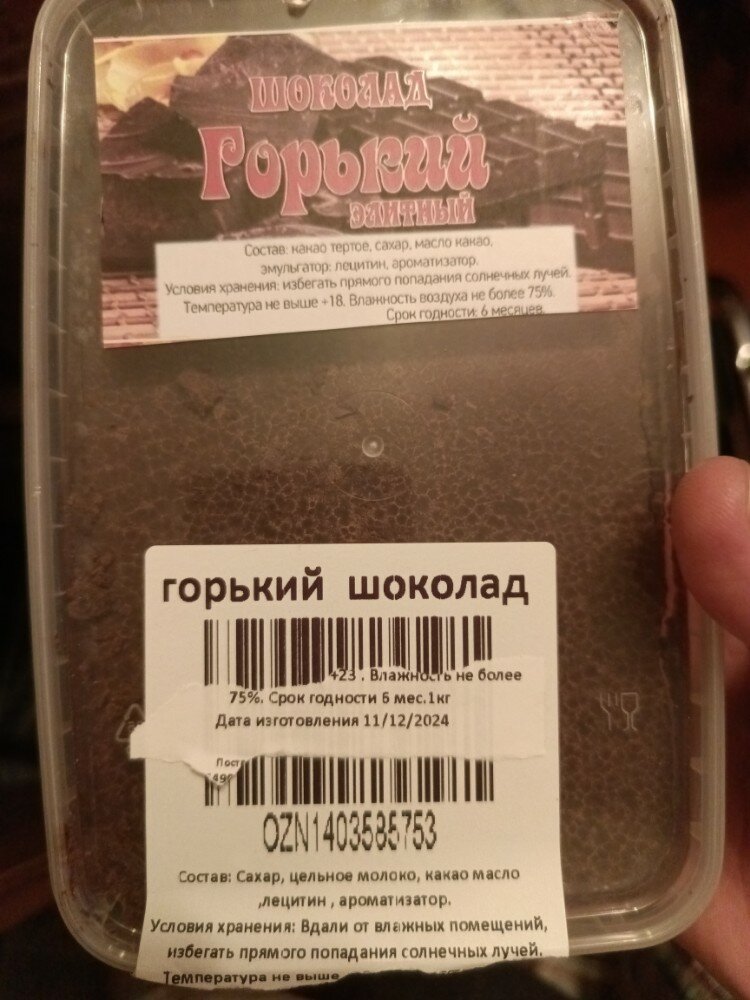 ШОКОЛАД
Горький
элитный
Состав: какао тертое, сахар, масло какао,
эмульгатор: лецитин, ароматизатор.
Условия хранения: избегать прямого попадания солнечных лучей.
Температура не выше +18. Влажность воздуха не более 75%.
Срок годности: 6 месяцев.
горький шоколад
+23 . Влажность не более
75%. Срок годности 6 мес.1кг
Дата изготовления 11/12/2024
OZN1403585753
Состав: Сахар, цельное молоко, какао масло
,лецитин , ароматизатор.
Условия хранения: Вдали от влажных помещений,
избегать прямого попадания солнечных лучей.
Температура не выше